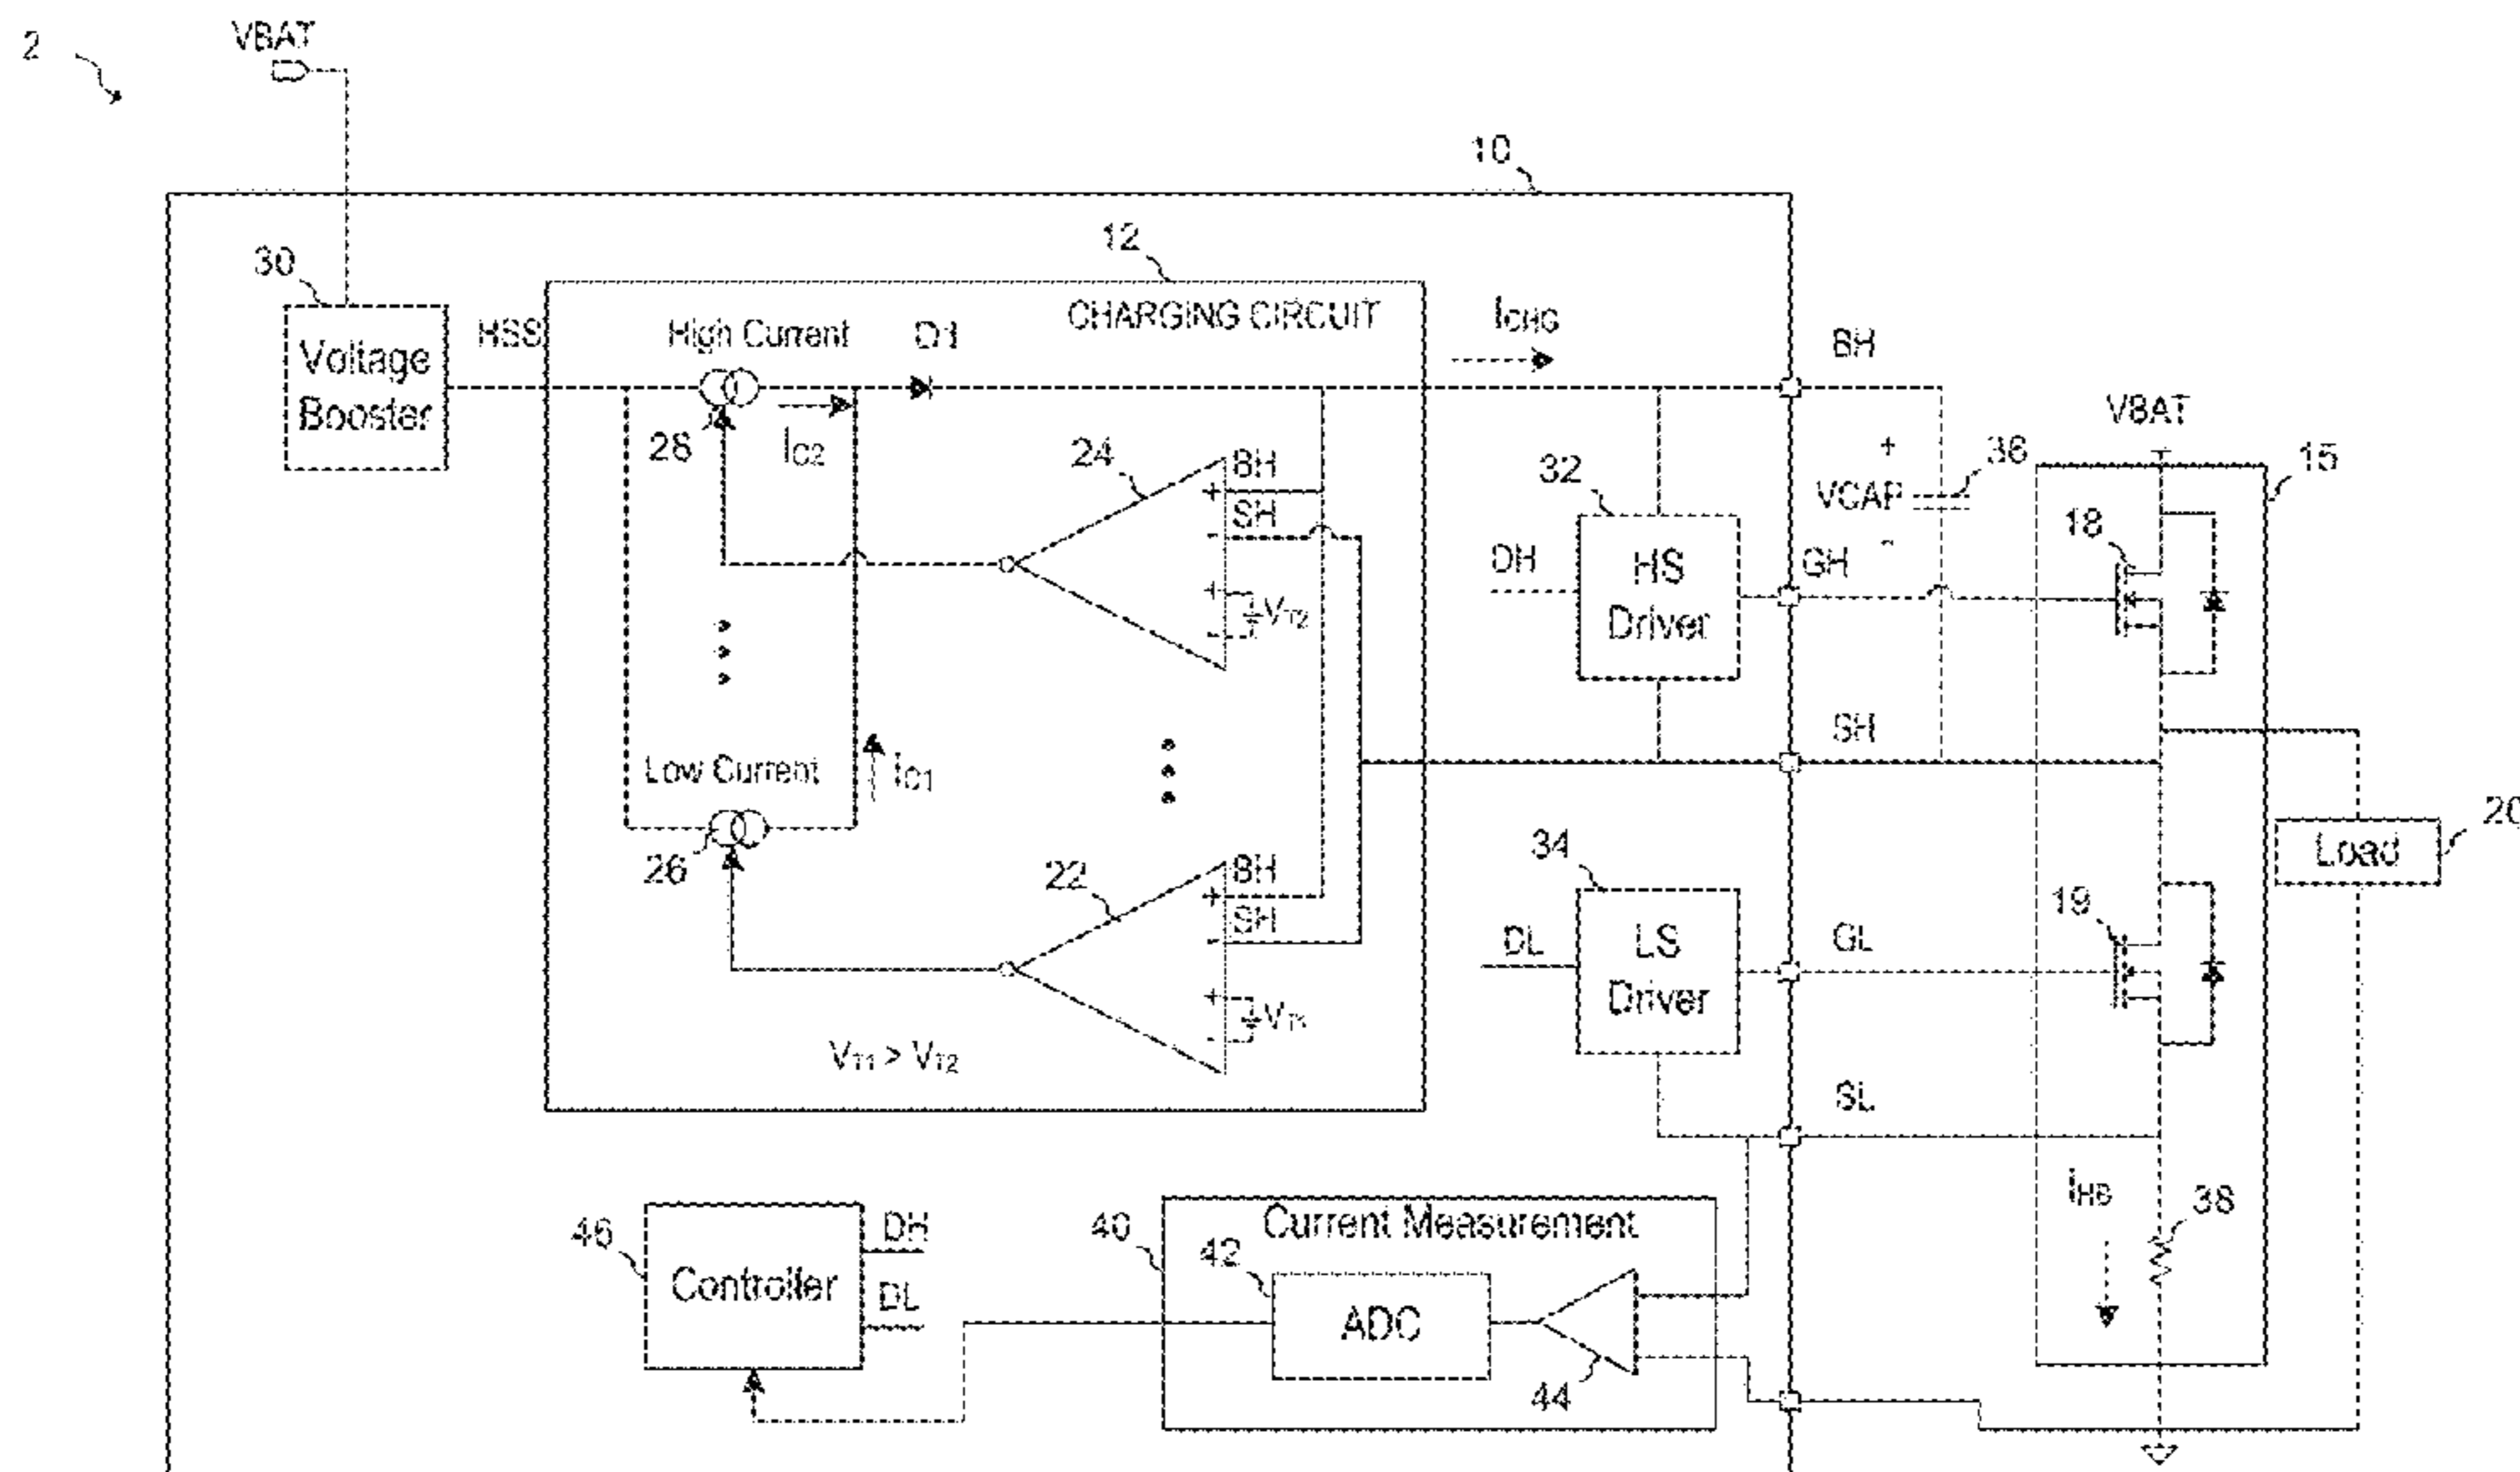 2
VBAT
10
12
30
Voltage
Booster
HSS
High Current
D1
CHARGING CIRCUIT
ICHG
BH
28
IC2
24
BH
+
SH
-
+
VT2
-
32
DH
HS
Driver
GH
+
VCAP
-
36
VBAT
15
18
SH
Low Current
IC1
26
22
BH
+
SH
-
+
VT1
-
VT1 > VT2
34
DL
LS
Driver
GL
19
Load
20
SL
IHB
38
46
Controller
DH
DL
40
Current Measurement
42
ADC
44